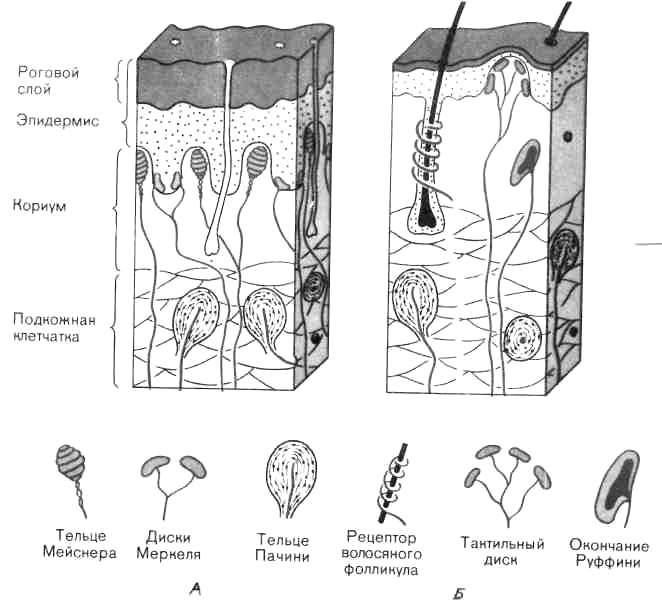 Роговой
слой
Эпидермис
Кориум
Подкожная
клетчатка
Тельце
Мейснера
Диски
Меркеля
Тельце
Пачини
Рецептор
волосяного
фолликула
Тактильный
диск
Окончание
Руффини
А
Б